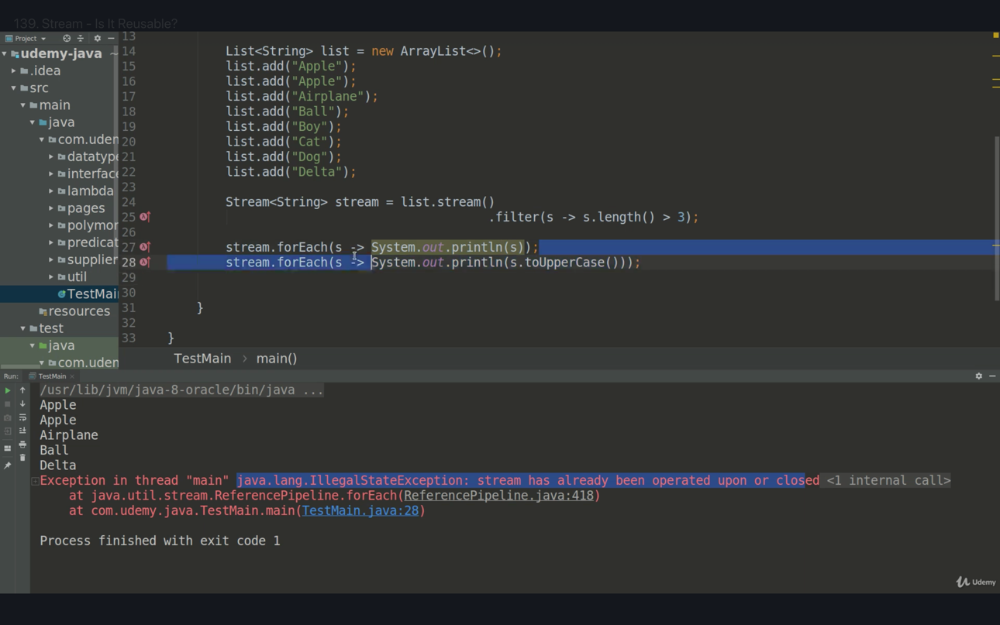 139. Stream - Is It Reusable?
Project
udemy-java ~
.idea
src
main
java
com.uden
datatype
interface
lambda
pages
polymor
predicat
supplier
util
TestMai
resources
test
java
com.uden
13
14 List<String> list = new ArrayList<>();
15 list.add("Apple");
16 list.add("Apple");
17 list.add("Airplane");
18 list.add("Ball");
19 list.add("Boy");
20 list.add("Cat");
21 list.add("Dog");
22 list.add("Delta");
23
24 Stream<String> stream = list.stream()
25 .filter(s -> s.length() > 3);
26
27 stream.forEach(s -> System.out.println(s));
28 stream.forEach(s -> System.out.println(s.toUpperCase()));
29
30
31 }
32
33 }
TestMain > main()
Run: TestMain ×
/usr/lib/jvm/java-8-oracle/bin/java ...
Apple
Apple
Airplane
Ball
Delta
Exception in thread "main" java.lang.IllegalStateException: stream has already been operated upon or closed <1 internal call>
at java.util.stream.ReferencePipeline.forEach(ReferencePipeline.java:418)
at com.udemy.java.TestMain.main(TestMain.java:28)
Process finished with exit code 1
Udemy